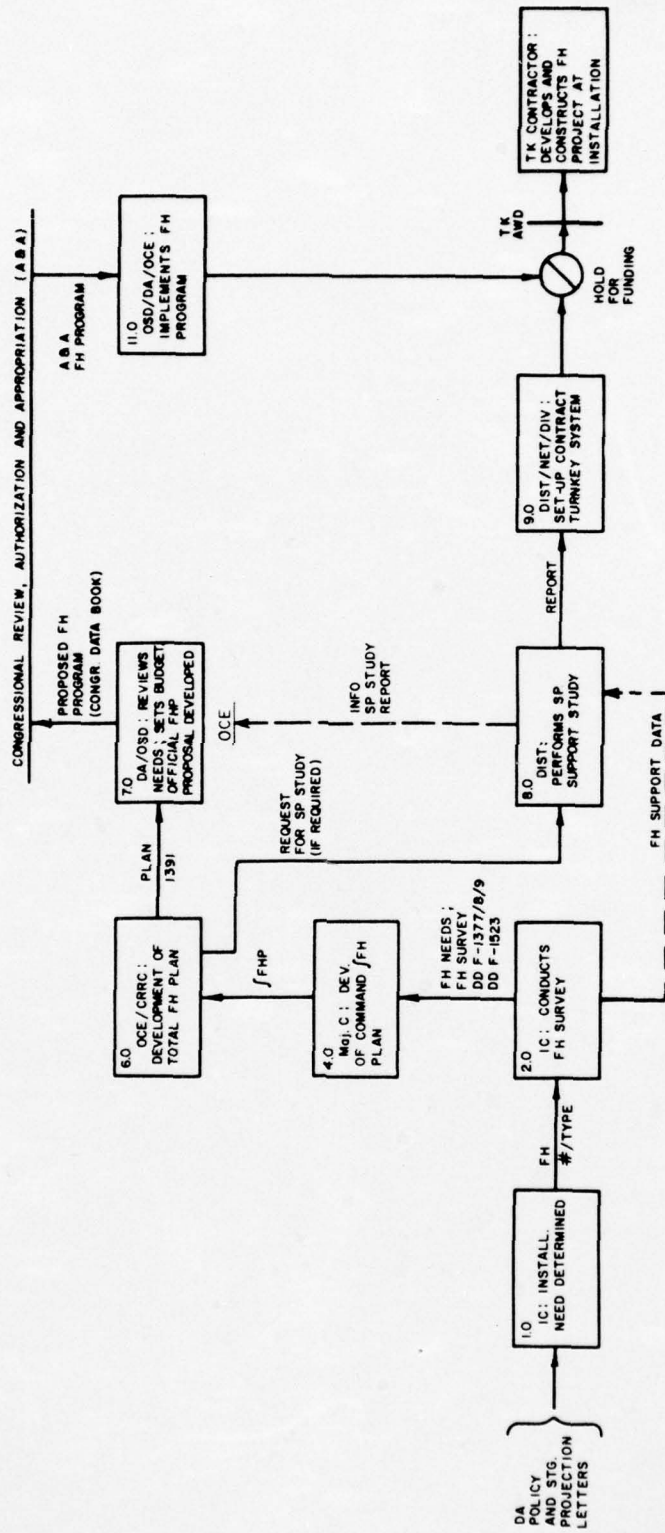 CONGRESSIONAL REVIEW, AUTHORIZATION AND APPROPRIATION (A&A)
PROPOSED FH
PROGRAM
(CONGR. DATA BOOK)
A&A
FH PROGRAM
6.0
OCE/CRRC:
DEVELOPMENT OF
TOTAL FH PLAN
PLAN
1391
7.0
DA/OSD: REVIEWS
NEEDS; SETS BUDGET,
OFFICIAL FHP
PROPOSAL DEVELOPED
OCE
11.0
OSD/DA/OCE:
IMPLEMENTS FH
PROGRAM
∫FHP
REQUEST
FOR SP STUDY
(IF REQUIRED)
INFO
SP STUDY
REPORT
4.0
Maj. C: DEV.
OF COMMAND ∫FH
PLAN
FH NEEDS;
FH SURVEY
DD F-1377/8/9
DD F-1523
DA
POLICY
AND STG.
PROJECTION
LETTERS
1.0
IC: INSTALL.
NEED DETERMINED
FH
#/TYPE
2.0
IC: CONDUCTS
FH SURVEY
8.0
DIST:
PERFORMS SP
SUPPORT STUDY
REPORT
9.0
DIST/NET/DIV:
SET-UP CONTRACT
TURNKEY SYSTEM
HOLD
FOR
FUNDING
TK
AWD
TK CONTRACTOR:
DEVELOPS AND
CONSTRUCTS FH
PROJECT AT
INSTALLATION
FH SUPPORT DATA